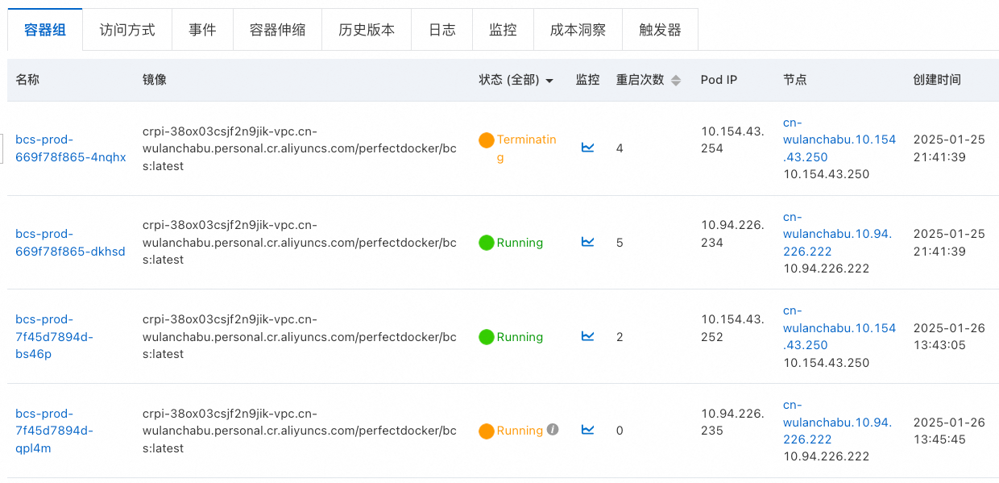 容器组 访问方式 事件 容器伸缩 历史版本 日志 监控 成本洞察 触发器
名称 镜像 状态 (全部) 监控 重启次数 Pod IP 节点 创建时间
bcs-prod-
669f78f865-4nqhx
crpi-38ox03csjf2n9jik-vpc.cn-
wulanchabu.personal.cr.aliyuncs.com/perfectdocker/bc
s:latest
Terminatin
g
4
10.154.43.
254
cn-
wulanchabu.10.154
.43.250
10.154.43.250
2025-01-25
21:41:39
bcs-prod-
669f78f865-dkhsd
crpi-38ox03csjf2n9jik-vpc.cn-
wulanchabu.personal.cr.aliyuncs.com/perfectdocker/bc
s:latest
Running
5
10.94.226.
234
cn-
wulanchabu.10.94.
226.222
10.94.226.222
2025-01-25
21:41:39
bcs-prod-
7f45d7894d-
bs46p
crpi-38ox03csjf2n9jik-vpc.cn-
wulanchabu.personal.cr.aliyuncs.com/perfectdocker/bc
s:latest
Running
2
10.154.43.
252
cn-
wulanchabu.10.154
.43.250
10.154.43.250
2025-01-26
13:43:05
bcs-prod-
7f45d7894d-
qpl4m
crpi-38ox03csjf2n9jik-vpc.cn-
wulanchabu.personal.cr.aliyuncs.com/perfectdocker/bc
s:latest
Running
0
10.94.226.
235
cn-
wulanchabu.10.94.
226.222
10.94.226.222
2025-01-26
13:45:45